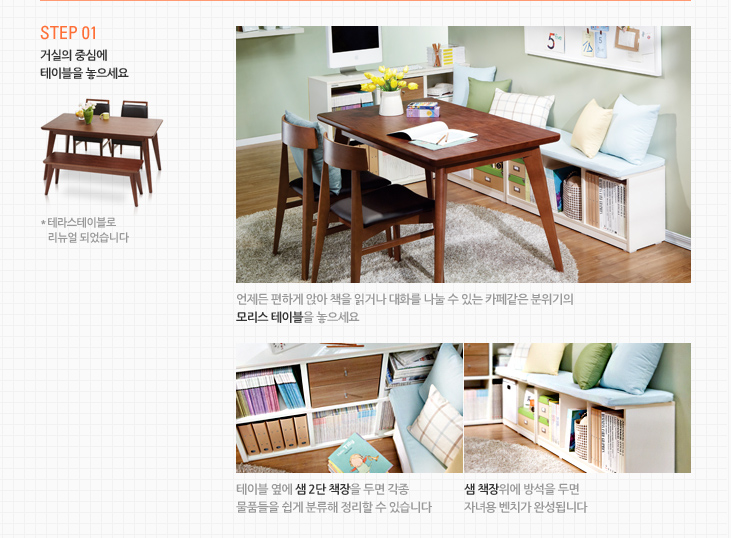 STEP 01
거실의 중심에
테이블을 놓으세요
* 테라스테이블로
리뉴얼 되었습니다
5
언제든 편하게 앉아 책을 읽거나 대화를 나눌 수 있는 카페같은 분위기의
모리스 테이블을 놓으세요
테이블 옆에 샘 2단 책장을 두면 각종
물품들을 쉽게 분류해 정리할 수 있습니다
샘 책장위에 방석을 두면
자녀용 벤치가 완성됩니다